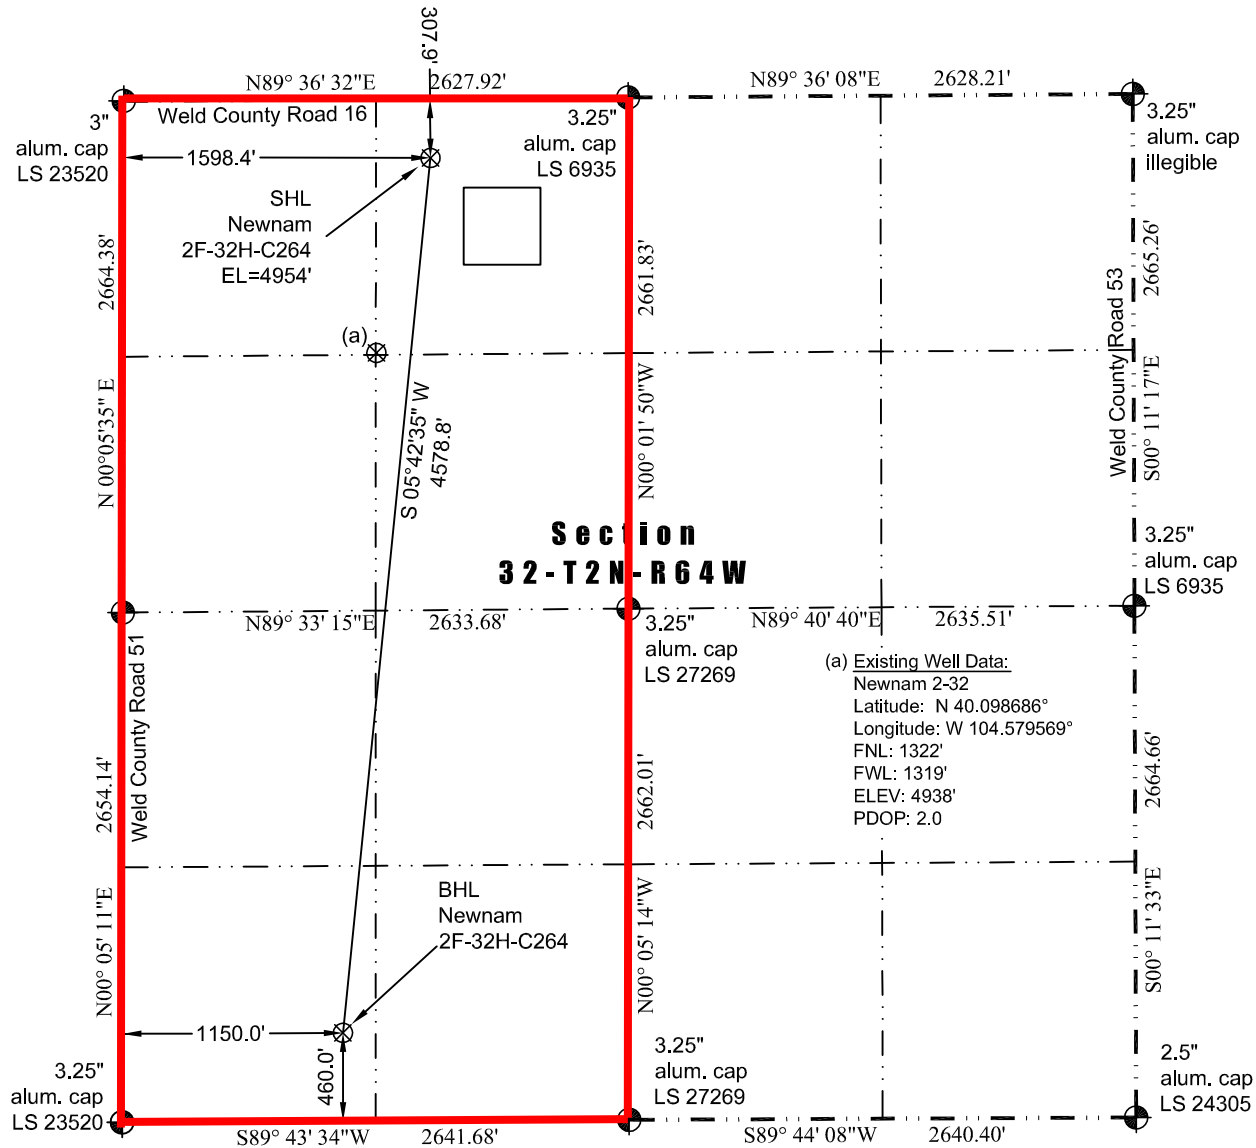 307.9'
N89° 36' 32"E 2627.92'
N89° 36' 08"E 2628.21'
Weld County Road 16
3"
alum. cap
LS 23520
3.25"
alum. cap
LS 6935
3.25"
alum. cap
illegible
1598.4'
SHL
Newnam
2F-32H-C264
EL=4954'
2664.38'
2661.83'
2665.26'
Weld County Road 53
(a)
N 00°05'35" E
S 05°42'35" W
4578.8'
N00° 01' 50"W
S00° 11' 17"E
Section
32-T2N-R64W
3.25"
alum. cap
LS 6935
N89° 33' 15"E 2633.68'
3.25"
alum. cap
LS 27269
N89° 40' 40"E 2635.51'
Weld County Road 51
(a) Existing Well Data:
Newnam 2-32
Latitude: N 40.098686°
Longitude: W 104.579569°
FNL: 1322'
FWL: 1319'
ELEV: 4938'
PDOP: 2.0
2654.14'
2662.01'
2664.66'
BHL
Newnam
2F-32H-C264
N00° 05' 11"E
N00° 05' 14"W
S00° 11' 33"E
1150.0'
460.0'
3.25"
alum. cap
LS 23520
3.25"
alum. cap
LS 27269
2.5"
alum. cap
LS 24305
S89° 43' 34"W 2641.68'
S89° 44' 08"W 2640.40'